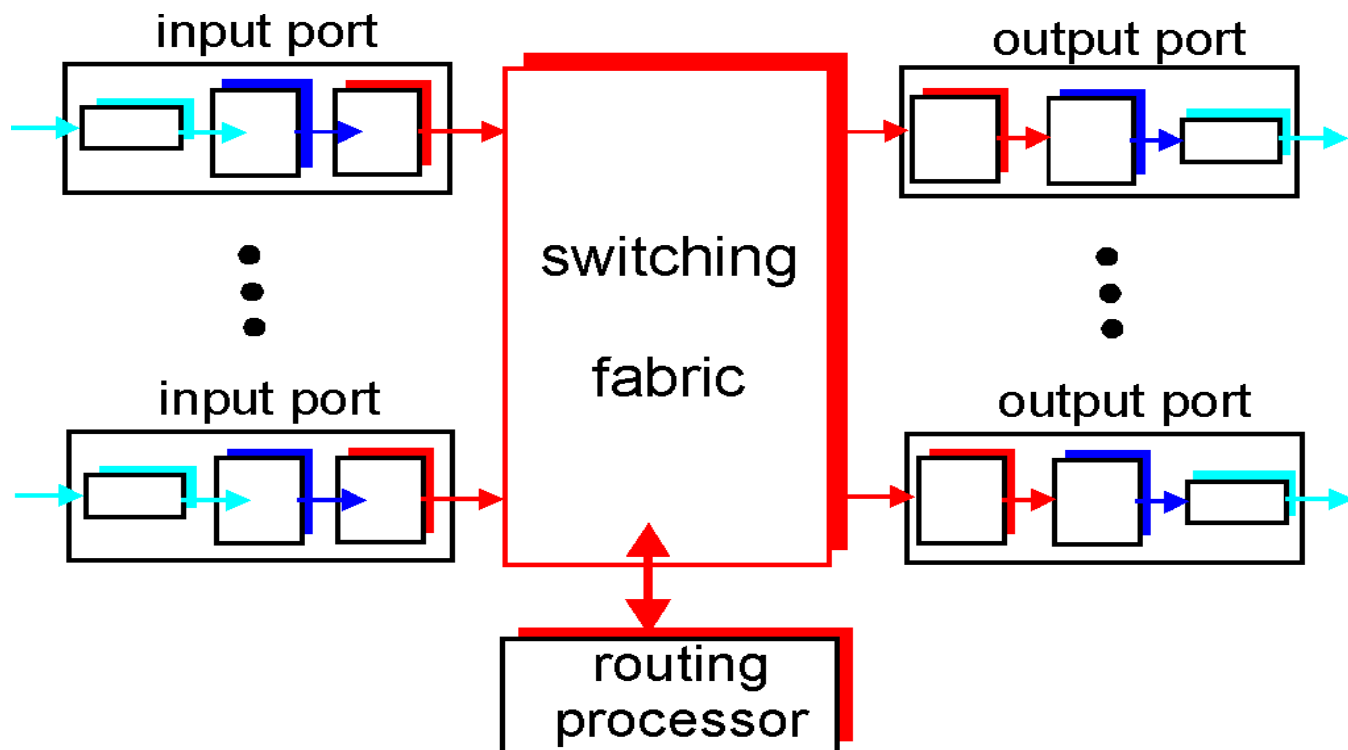 input port
output port
switching
fabric
input port
output port
routing
processor